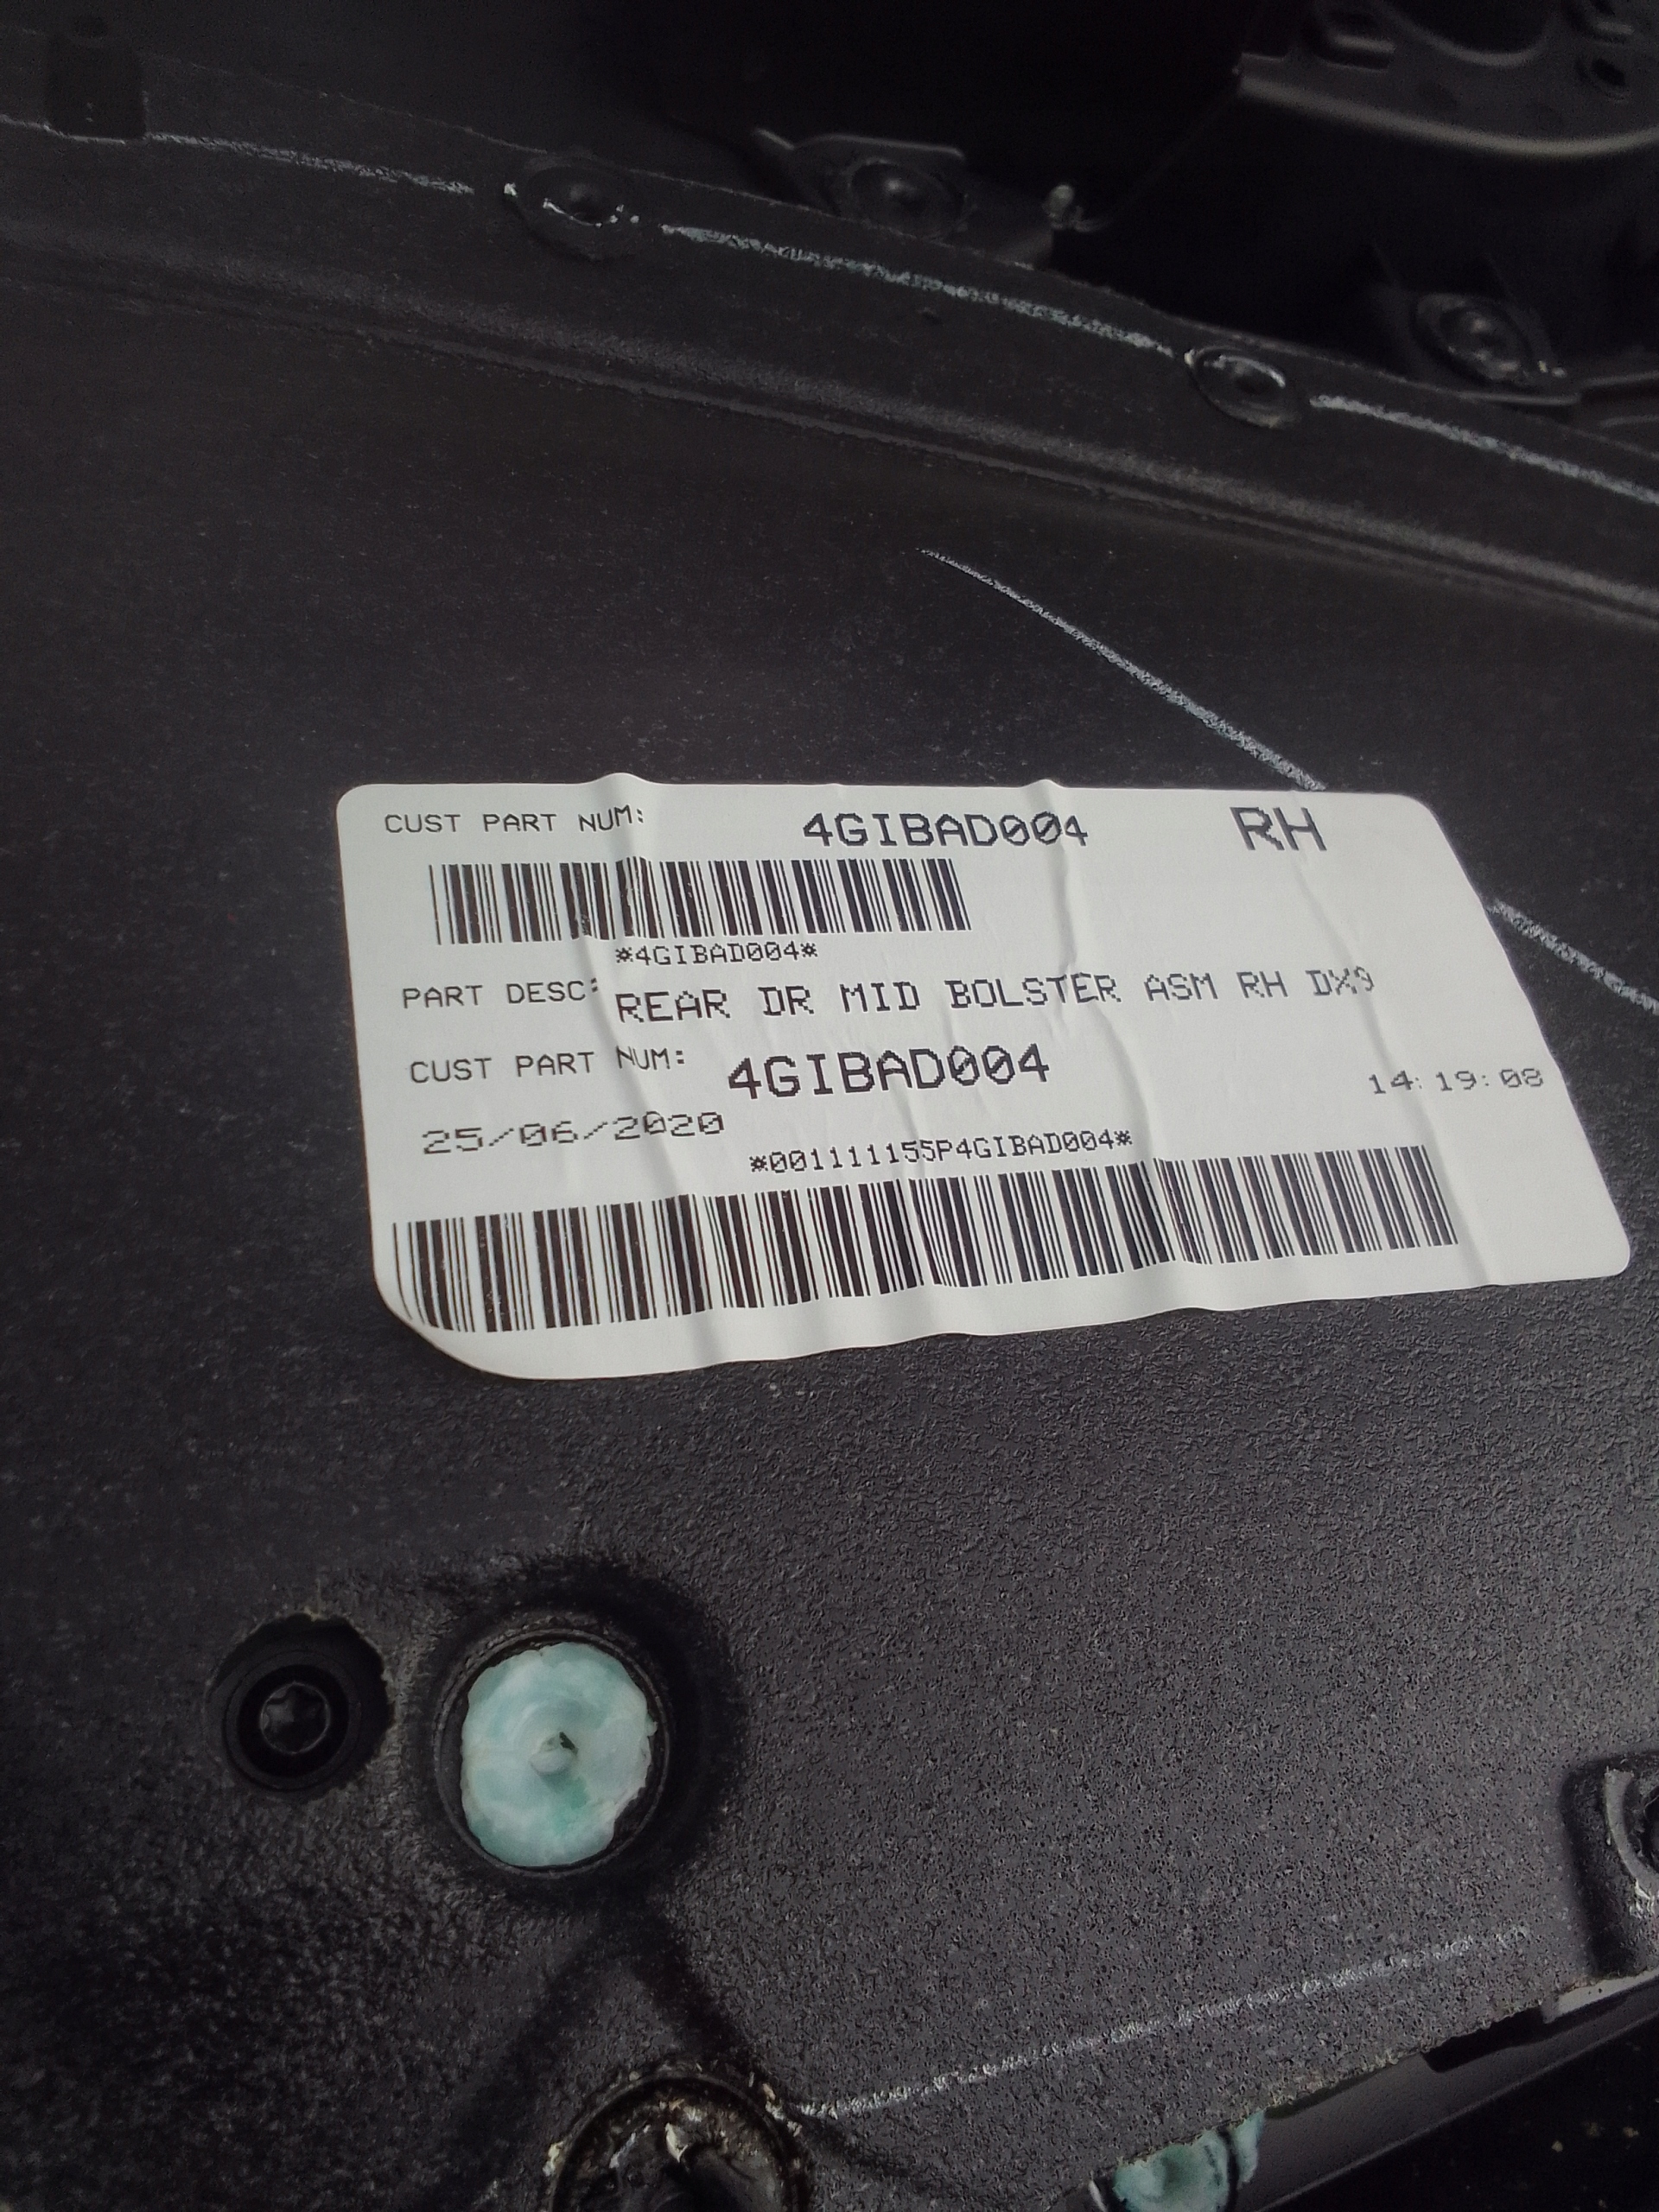 CUST PART NUM: 4GIBAD004 RH
*4GIBAD004*
PART DESC: REAR DR MID BOLSTER ASM RH DX9
CUST PART NUM: 4GIBAD004
25/06/2020 14:19:08
*001111155P4GIBAD004*